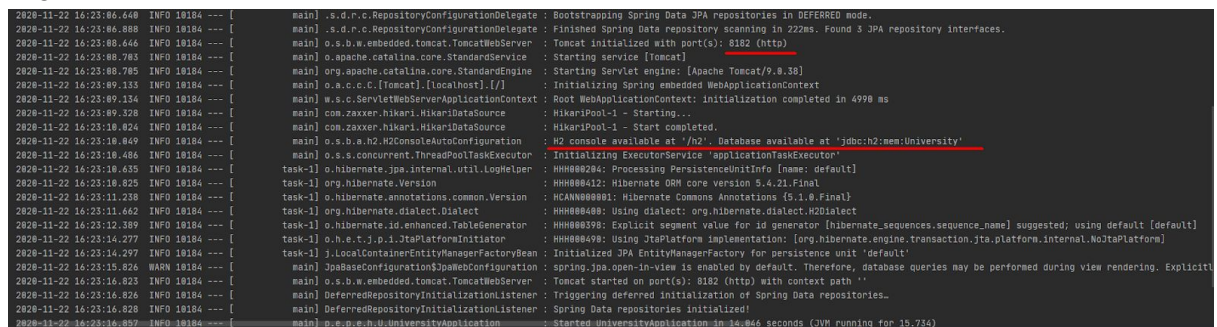 2020-11-22 16:23:06.640  INFO 10184 --- [           main] .s.d.r.c.RepositoryConfigurationDelegate : Bootstrapping Spring Data JPA repositories in DEFERRED mode.
2020-11-22 16:23:06.888  INFO 10184 --- [           main] .s.d.r.c.RepositoryConfigurationDelegate : Finished Spring Data repository scanning in 222ms. Found 3 JPA repository interfaces.
2020-11-22 16:23:08.646  INFO 10184 --- [           main] o.s.b.w.embedded.tomcat.TomcatWebServer  : Tomcat initialized with port(s): 8182 (http)
2020-11-22 16:23:08.703  INFO 10184 --- [           main] o.apache.catalina.core.StandardService   : Starting service [Tomcat]
2020-11-22 16:23:08.705  INFO 10184 --- [           main] org.apache.catalina.core.StandardEngine  : Starting Servlet engine: [Apache Tomcat/9.0.38]
2020-11-22 16:23:09.133  INFO 10184 --- [           main] o.a.c.c.C.[Tomcat].[localhost].[/]       : Initializing Spring embedded WebApplicationContext
2020-11-22 16:23:09.134  INFO 10184 --- [           main] w.s.c.ServletWebServerApplicationContext : Root WebApplicationContext: initialization completed in 4990 ms
2020-11-22 16:23:09.328  INFO 10184 --- [           main] com.zaxxer.hikari.HikariDataSource       : HikariPool-1 - Starting...
2020-11-22 16:23:10.024  INFO 10184 --- [           main] com.zaxxer.hikari.HikariDataSource       : HikariPool-1 - Start completed.
2020-11-22 16:23:10.049  INFO 10184 --- [           main] o.s.b.a.h2.H2ConsoleAutoConfiguration    : H2 console available at '/h2'. Database available at 'jdbc:h2:mem:University'
2020-11-22 16:23:10.486  INFO 10184 --- [           main] o.s.s.concurrent.ThreadPoolTaskExecutor  : Initializing ExecutorService 'applicationTaskExecutor'
2020-11-22 16:23:10.635  INFO 10184 --- [         task-1] o.hibernate.jpa.internal.util.LogHelper  : HHH000204: Processing PersistenceUnitInfo [name: default]
2020-11-22 16:23:10.825  INFO 10184 --- [         task-1] org.hibernate.Version                    : HHH000412: Hibernate ORM core version 5.4.21.Final
2020-11-22 16:23:11.238  INFO 10184 --- [         task-1] o.hibernate.annotations.common.Version   : HCANN000001: Hibernate Commons Annotations {5.1.0.Final}
2020-11-22 16:23:11.662  INFO 10184 --- [         task-1] org.hibernate.dialect.Dialect            : HHH000400: Using dialect: org.hibernate.dialect.H2Dialect
2020-11-22 16:23:12.389  INFO 10184 --- [         task-1] o.hibernate.id.enhanced.TableGenerator   : HHH000398: Explicit segment value for id generator [hibernate_sequences.sequence_name] suggested; using default [default]
2020-11-22 16:23:14.277  INFO 10184 --- [         task-1] o.h.e.t.j.p.i.JtaPlatformInitiator       : HHH000490: Using JtaPlatform implementation: [org.hibernate.engine.transaction.jta.platform.internal.NoJtaPlatform]
2020-11-22 16:23:14.297  INFO 10184 --- [         task-1] j.LocalContainerEntityManagerFactoryBean : Initialized JPA EntityManagerFactory for persistence unit 'default'
2020-11-22 16:23:15.826  WARN 10184 --- [           main] JpaBaseConfiguration$JpaWebConfiguration : spring.jpa.open-in-view is enabled by default. Therefore, database queries may be performed during view rendering. Explicitl
2020-11-22 16:23:16.823  INFO 10184 --- [           main] o.s.b.w.embedded.tomcat.TomcatWebServer  : Tomcat started on port(s): 8182 (http) with context path ''
2020-11-22 16:23:16.826  INFO 10184 --- [           main] DeferredRepositoryInitializationListener : Triggering deferred initialization of Spring Data repositories…
2020-11-22 16:23:16.828  INFO 10184 --- [           main] DeferredRepositoryInitializationListener : Spring Data repositories initialized!
2020-11-22 16:23:16.857  INFO 10184 --- [           main] p.e.p.e.h.U.UniversityApplication        : Started UniversityApplication in 14.046 seconds (JVM running for 15.734)